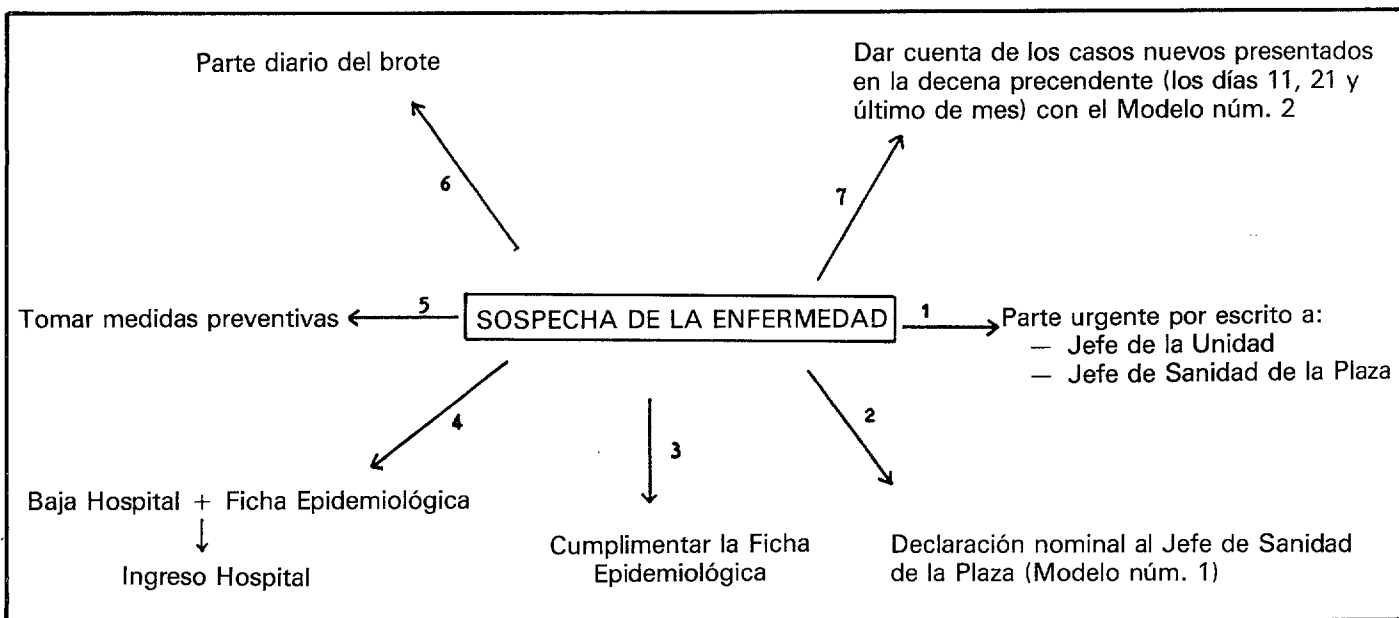 Parte diario del brote
Dar cuenta de los casos nuevos presentados
en la decena precendente (los días 11, 21 y
último de mes) con el Modelo núm. 2
6
7
Tomar medidas preventivas
5
SOSPECHA DE LA ENFERMEDAD
1
Parte urgente por escrito a:
— Jefe de la Unidad
— Jefe de Sanidad de la Plaza
4
3
2
Baja Hospital + Ficha Epidemiológica
Ingreso Hospital
Cumplimentar la Ficha
Epidemiológica
Declaración nominal al Jefe de Sanidad
de la Plaza (Modelo núm. 1)